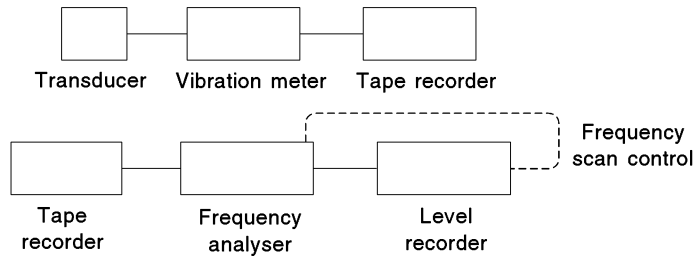 Transducer Vibration meter Tape recorder
Frequency
scan control
Tape
recorder
Frequency
analyser
Level
recorder